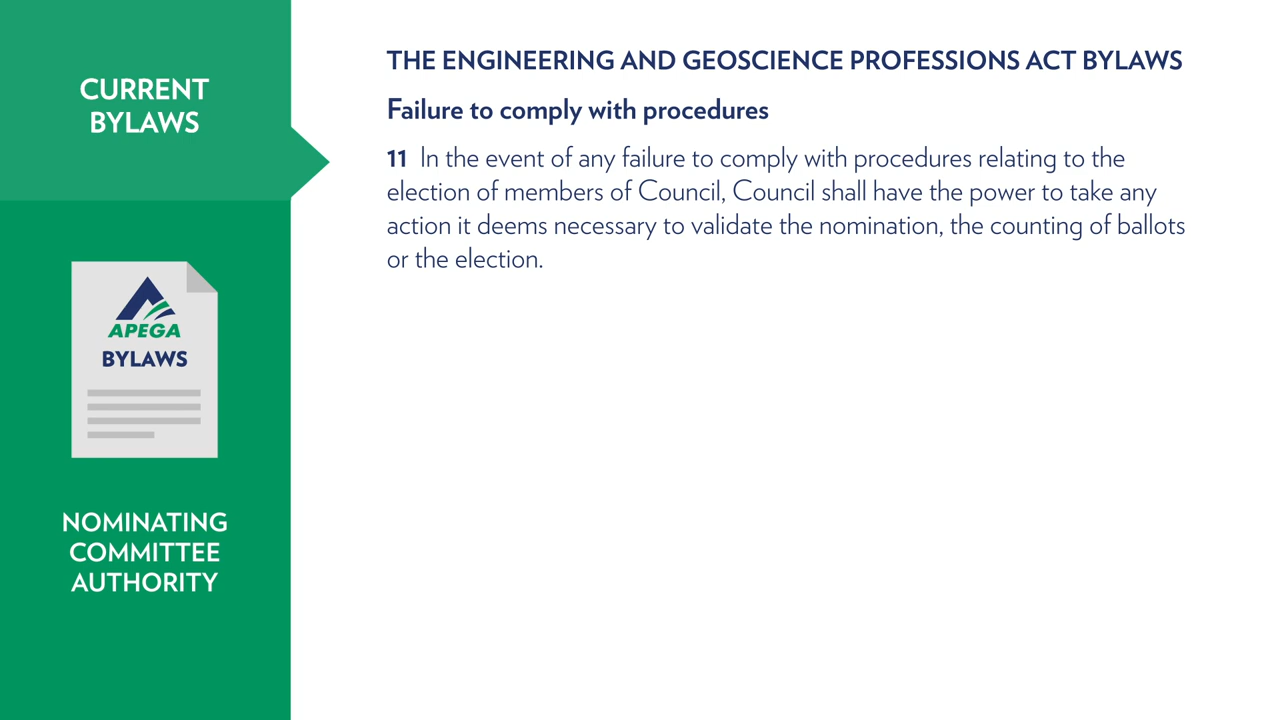 CURRENT
BYLAWS
APEGA
BYLAWS
NOMINATING
COMMITTEE
AUTHORITY
THE ENGINEERING AND GEOSCIENCE PROFESSIONS ACT BYLAWS
Failure to comply with procedures
11 In the event of any failure to comply with procedures relating to the
election of members of Council, Council shall have the power to take any
action it deems necessary to validate the nomination, the counting of ballots
or the election.